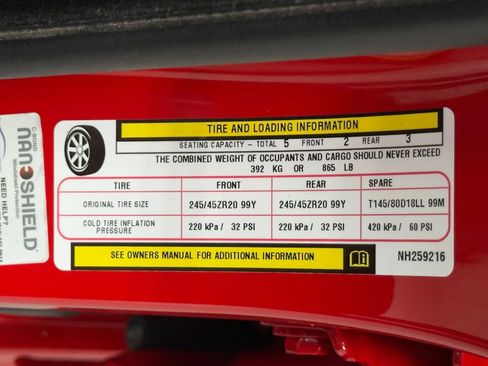 TIRE AND LOADING INFORMATION
SEATING CAPACITY - TOTAL 5 FRONT 2 REAR 3
THE COMBINED WEIGHT OF OCCUPANTS AND CARGO SHOULD NEVER EXCEED
392 KG OR 865 LB
TIRE FRONT REAR SPARE
ORIGINAL TIRE SIZE 245/45ZR20 99Y 245/45ZR20 99Y T145/80D18LL 99M
COLD TIRE INFLATION PRESSURE 220 kPa / 32 PSI 220 kPa / 32 PSI 420 kPa / 60 PSI
SEE OWNERS MANUAL FOR ADDITIONAL INFORMATION
NH259216
C-BOND
NANOSHIELD
Windshield Protection
NEED HELP?